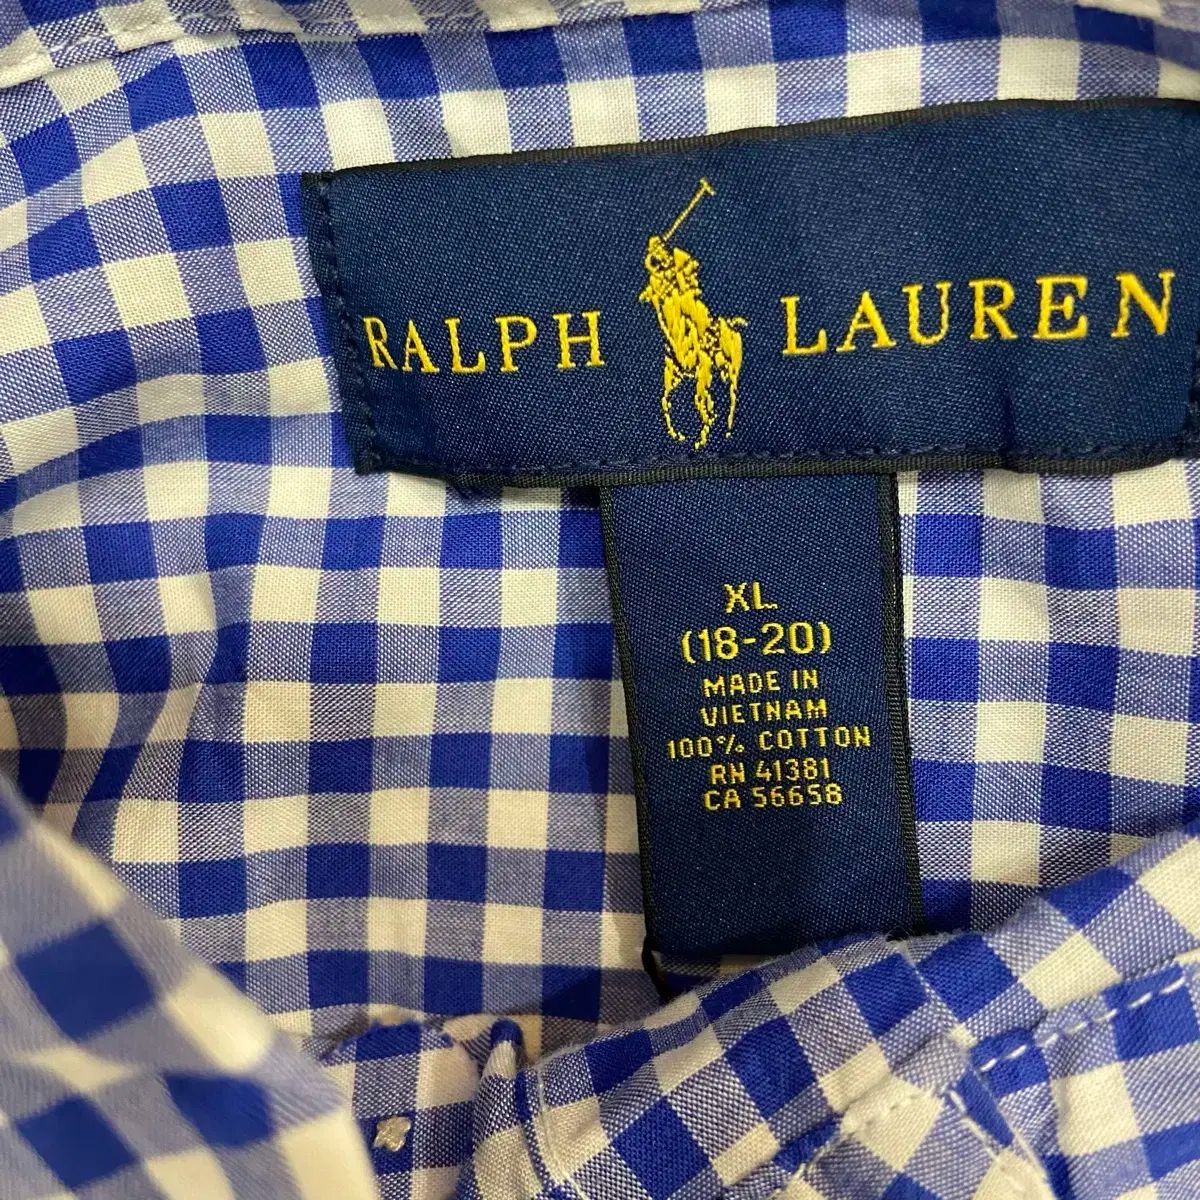 RALPH LAUREN
XL
(18-20)
MADE IN
VIETNAM
100% COTTON
RN 41381
CA 56658